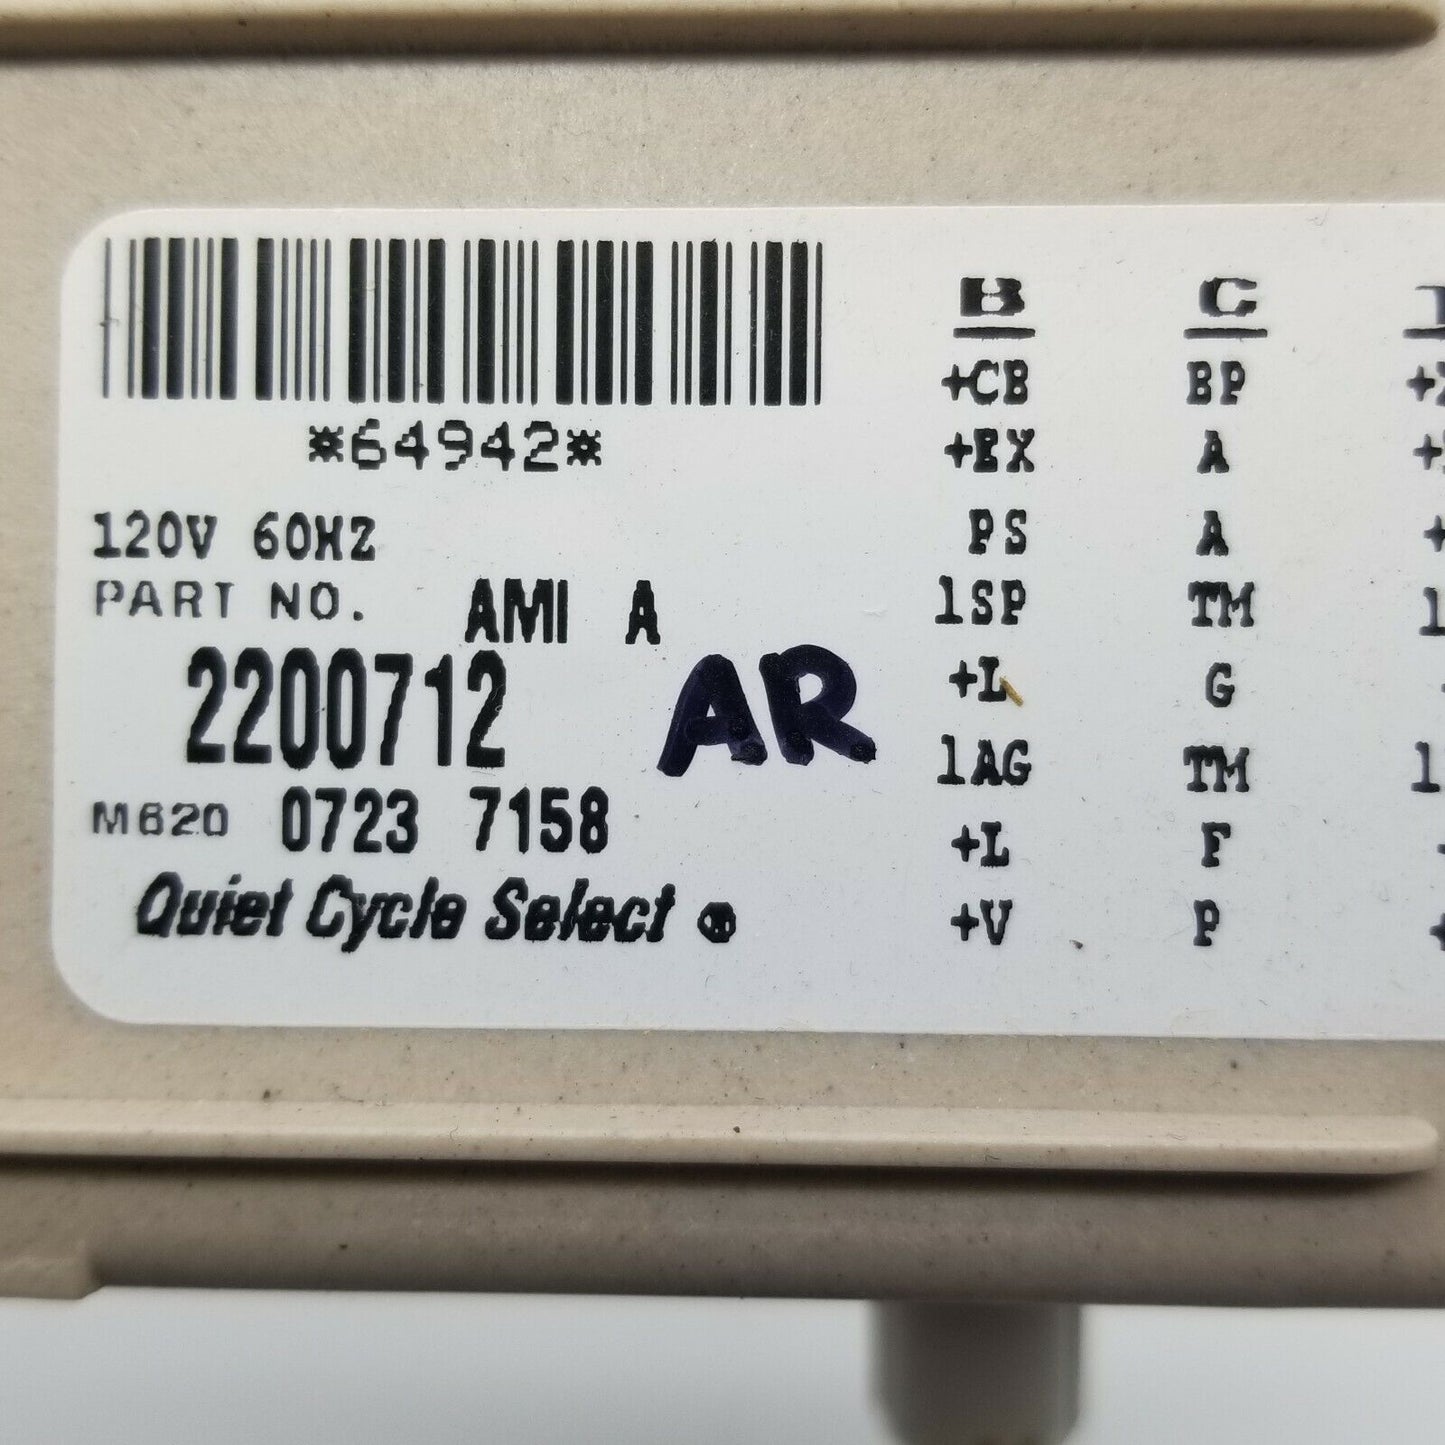 *64942*
120V 60HZ
PART NO. AMI A
2200712 AR
M620 0723 7158
Quiet Cycle Select
B C
+CB BP
+EX A
PS A
1SP TM
+L G
1AG TM
+L F
+V P